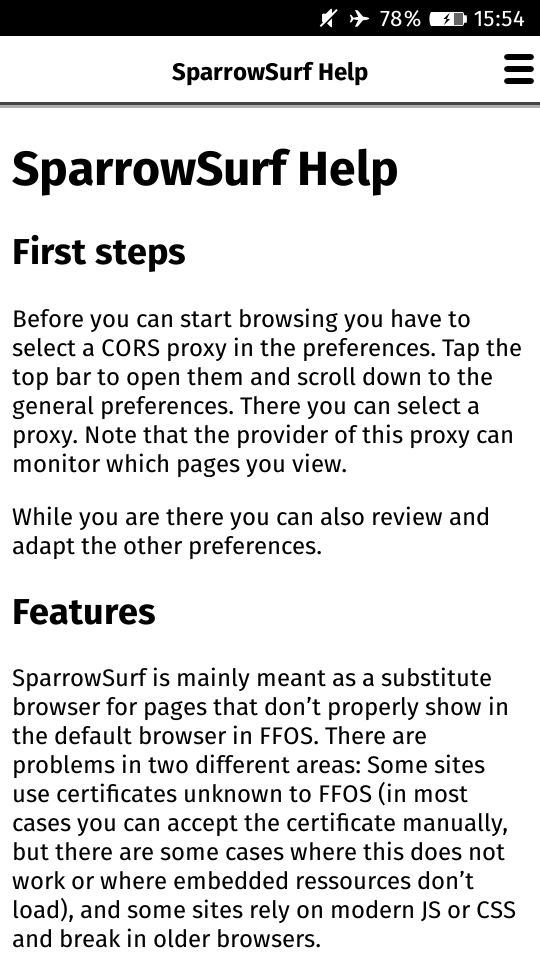 78% 15:54
SparrowSurf Help
SparrowSurf Help
First steps
Before you can start browsing you have to
select a CORS proxy in the preferences. Tap the
top bar to open them and scroll down to the
general preferences. There you can select a
proxy. Note that the provider of this proxy can
monitor which pages you view.
While you are there you can also review and
adapt the other preferences.
Features
SparrowSurf is mainly meant as a substitute
browser for pages that don’t properly show in
the default browser in FFOS. There are
problems in two different areas: Some sites
use certificates unknown to FFOS (in most
cases you can accept the certificate manually,
but there are some cases where this does not
work or where embedded ressources don’t
load), and some sites rely on modern JS or CSS
and break in older browsers.